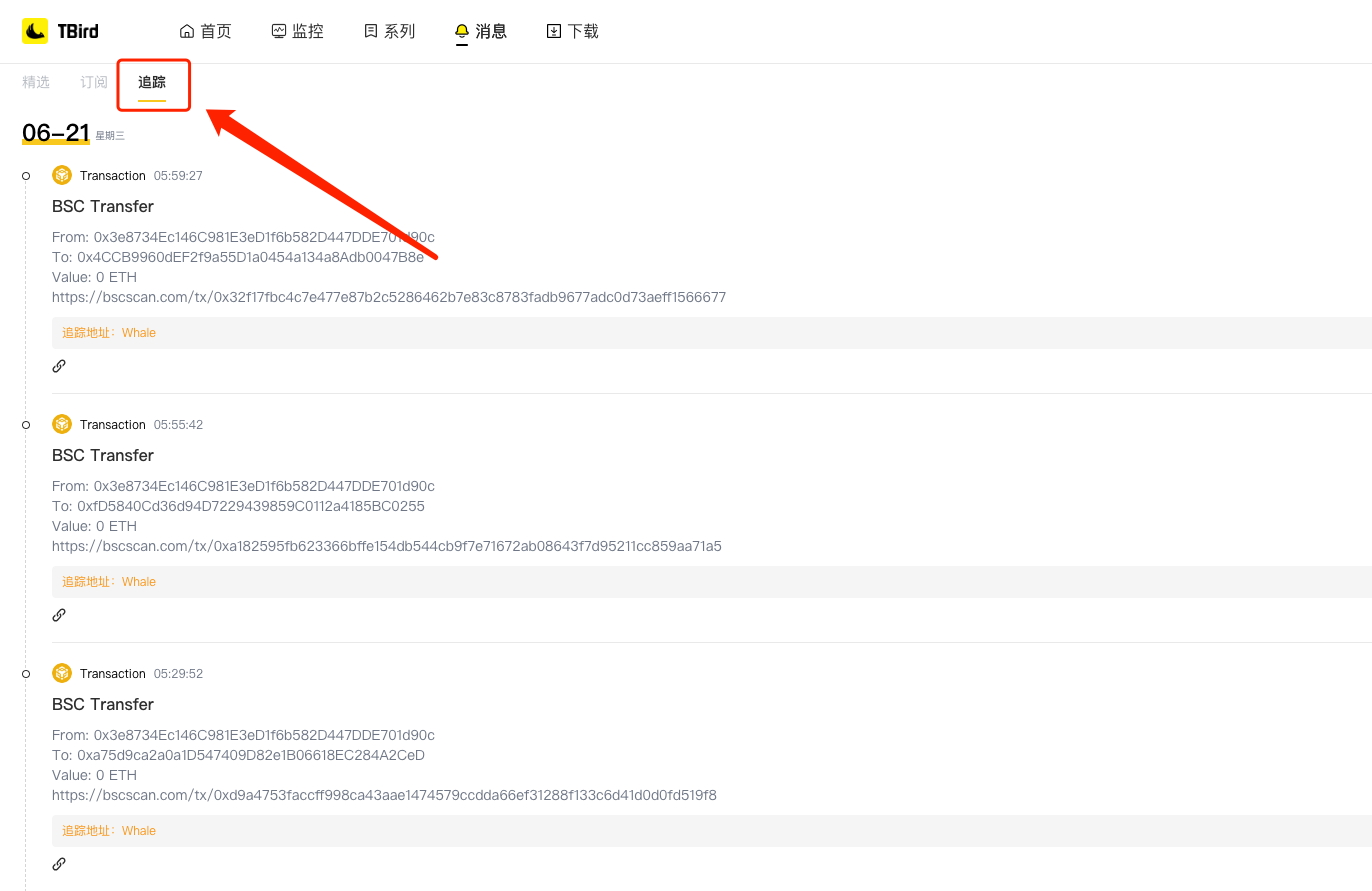 TBird
首页
监控
系列
消息
下载
精选
订阅
追踪
06-21 星期三
Transaction 05:59:27
BSC Transfer
From: 0x3e8734Ec146C981E3eD1f6b582D447DDE701d90c
To: 0x4CCB9960dEF2f9a55D1a0454a134a8Adb0047B8e
Value: 0 ETH
https://bscscan.com/tx/0x32f17fbc4c7e477e87b2c5286462b7e83c8783fadb9677adc0d73aeff1566677
追踪地址：Whale
Transaction 05:55:42
BSC Transfer
From: 0x3e8734Ec146C981E3eD1f6b582D447DDE701d90c
To: 0xfD5840Cd36d94D7229439859C0112a4185BC0255
Value: 0 ETH
https://bscscan.com/tx/0xa182595fb623366bffe154db544cb9f7e71672ab08643f7d95211cc859aa71a5
追踪地址：Whale
Transaction 05:29:52
BSC Transfer
From: 0x3e8734Ec146C981E3eD1f6b582D447DDE701d90c
To: 0xa75d9ca2a0a1D547409D82e1B06618EC284A2CeD
Value: 0 ETH
https://bscscan.com/tx/0xd9a4753faccff998ca43aae1474579ccdda66ef31288f133c6d41d0d0fd519f8
追踪地址：Whale